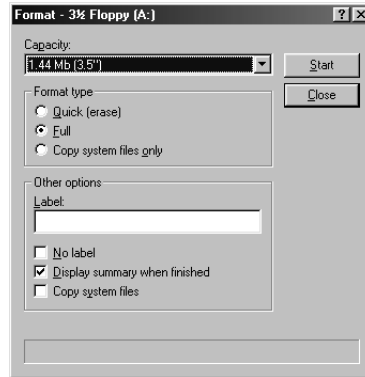 Format - 3½ Floppy (A:)
Capacity:
1.44 Mb (3.5")
Start
Format type
Close
Quick (erase)
Full
Copy system files only
Other options
Label:
No label
Display summary when finished
Copy system files